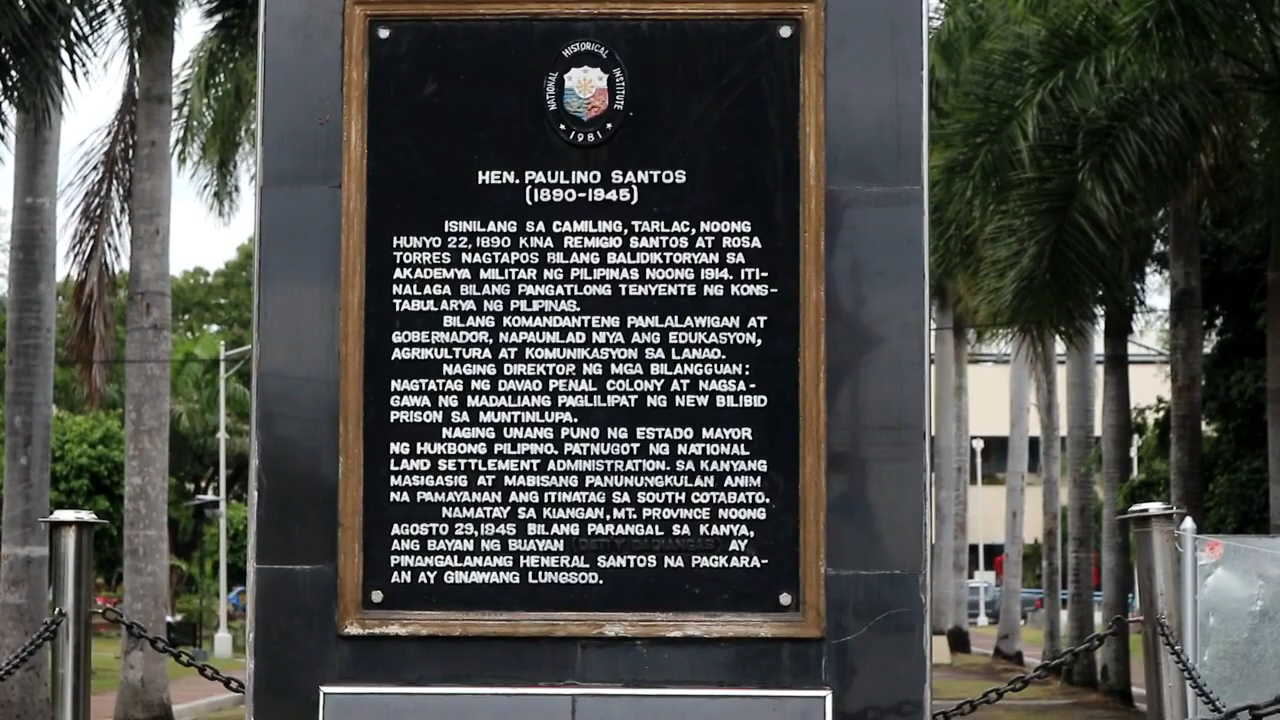 NATIONAL HISTORICAL INSTITUTE
1981
HEN. PAULINO SANTOS
(1890-1945)
ISINILANG SA CAMILING, TARLAC, NOONG
HUNYO 22, 1890 KINA REMIGIO SANTOS AT ROSA
TORRES NAGTAPOS BILANG BALIDIKTORYAN SA
AKADEMYA MILITAR NG PILIPINAS NOONG 1914. ITI-
NALAGA BILANG PANGATLONG TENYENTE NG KONS-
TABULARYA NG PILIPINAS.
BILANG KOMANDANTENG PANLALAWIGAN AT
GOBERNADOR, NAPAUNLAD NIYA ANG EDUKASYON,
AGRIKULTURA AT KOMUNIKASYON SA LANAO.
NAGING DIREKTOR NG MGA BILANGGUAN:
NAGTATAG NG DAVAO PENAL COLONY AT NAGSA-
GAWA NG MADALIANG PAGLILIPAT NG NEW BILIBID
PRISON SA MUNTINLUPA.
NAGING UNANG PUNO NG ESTADO MAYOR
NG HUKBONG PILIPINO. PATNUGOT NG NATIONAL
LAND SETTLEMENT ADMINISTRATION. SA KANYANG
MASIGASIG AT MABISANG PANUNUNGKULAN ANIM
NA PAMAYANAN ANG ITINATAG SA SOUTH COTABATO.
NAMATAY SA KIANGAN, MT. PROVINCE NOONG
AGOSTO 29, 1945 BILANG PARANGAL SA KANYA,
ANG BAYAN NG BUAYAN AY
PINANGALANANG HENERAL SANTOS NA PAGKARA-
AN AY GINAWANG LUNGSOD.